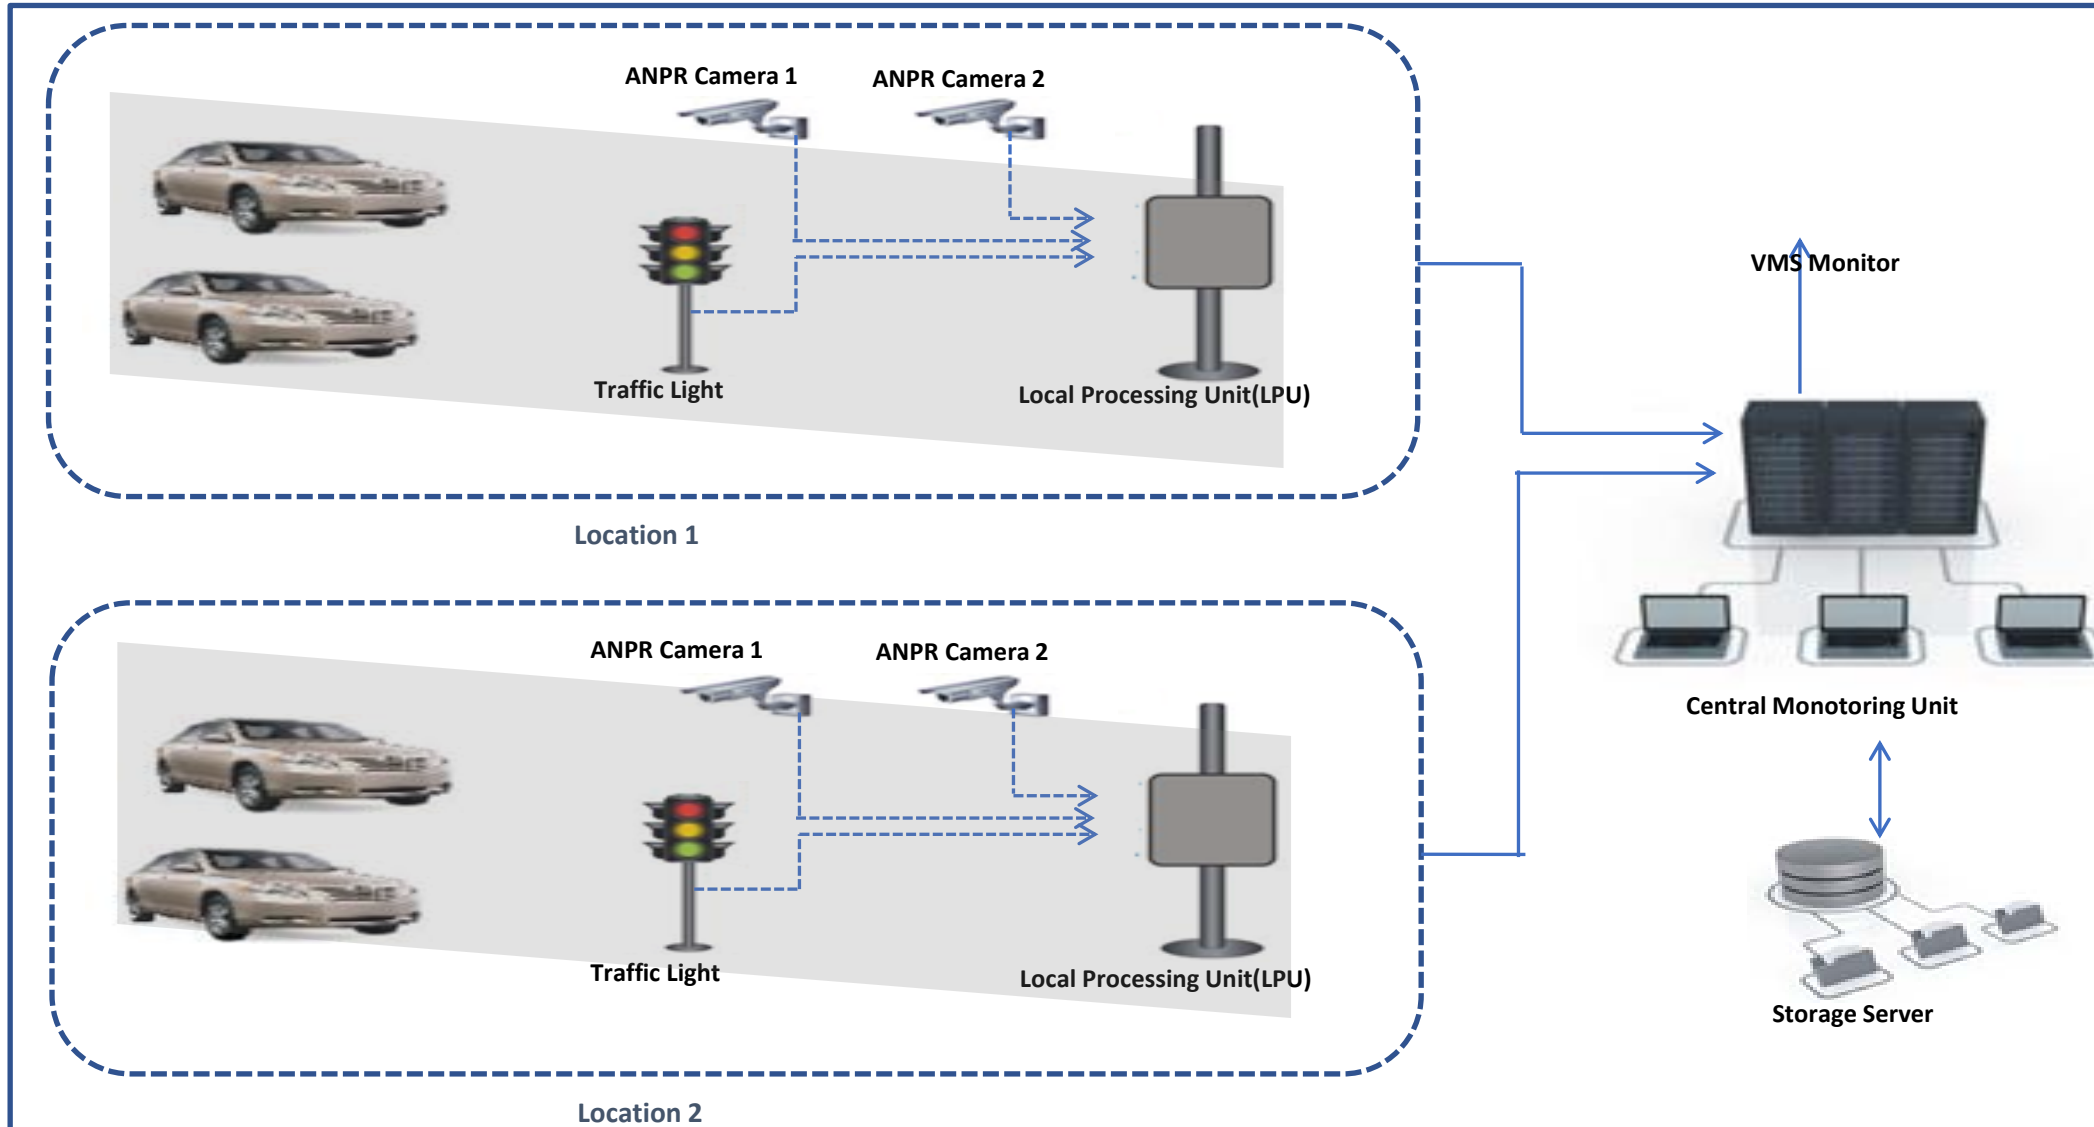 ANPR Camera 1
ANPR Camera 2
Traffic Light
Local Processing Unit(LPU)
Location 1
VMS Monitor
Central Monotoring Unit
ANPR Camera 1
ANPR Camera 2
Traffic Light
Local Processing Unit(LPU)
Location 2
Storage Server